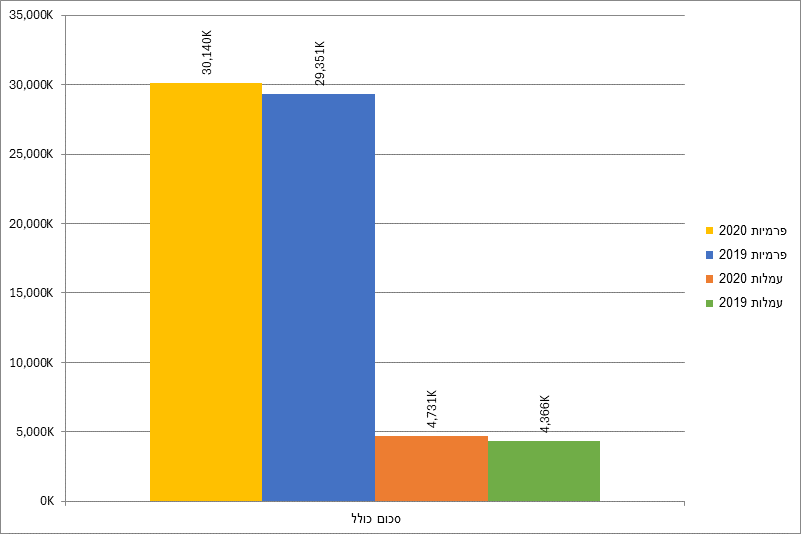 35,000K
30,000K
25,000K
20,000K
15,000K
10,000K
5,000K
0K
30,140K
29,351K
4,731K
4,366K
סכום כולל
פרמיות 2020
פרמיות 2019
עמלות 2020
עמלות 2019